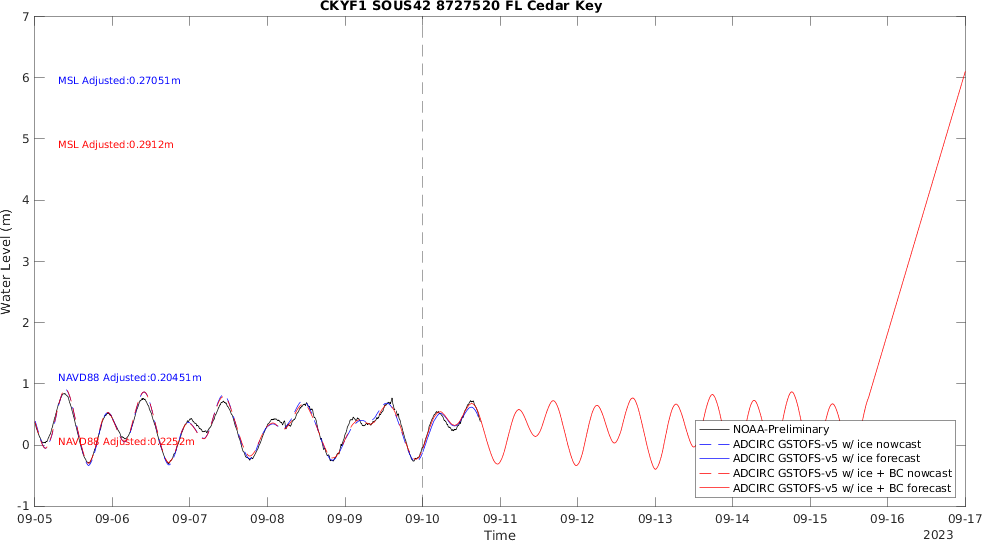 CKYF1 SOUS42 8727520 FL Cedar Key
7
6
5
4
3
2
1
0
-1
Water Level (m)
MSL Adjusted:0.27051m
MSL Adjusted:0.2912m
NAVD88 Adjusted:0.20451m
NAVD88 Adjusted:0.2252m
NOAA-Preliminary
ADCIRC GSTOFS-v5 w/ ice nowcast
ADCIRC GSTOFS-v5 w/ ice forecast
ADCIRC GSTOFS-v5 w/ ice + BC nowcast
ADCIRC GSTOFS-v5 w/ ice + BC forecast
09-05 09-06 09-07 09-08 09-09 09-10 09-11 09-12 09-13 09-14 09-15 09-16 09-17
Time
2023